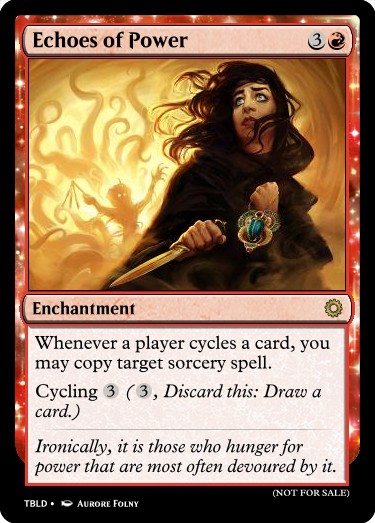 Echoes of Power 3
Enchantment
Whenever a player cycles a card, you
may copy target sorcery spell.
Cycling 3 ( 3, Discard this: Draw a
card.)
Ironically, it is those who hunger for
power that are most often devoured by it.
TBLD • Aurore Folny
(NOT FOR SALE)